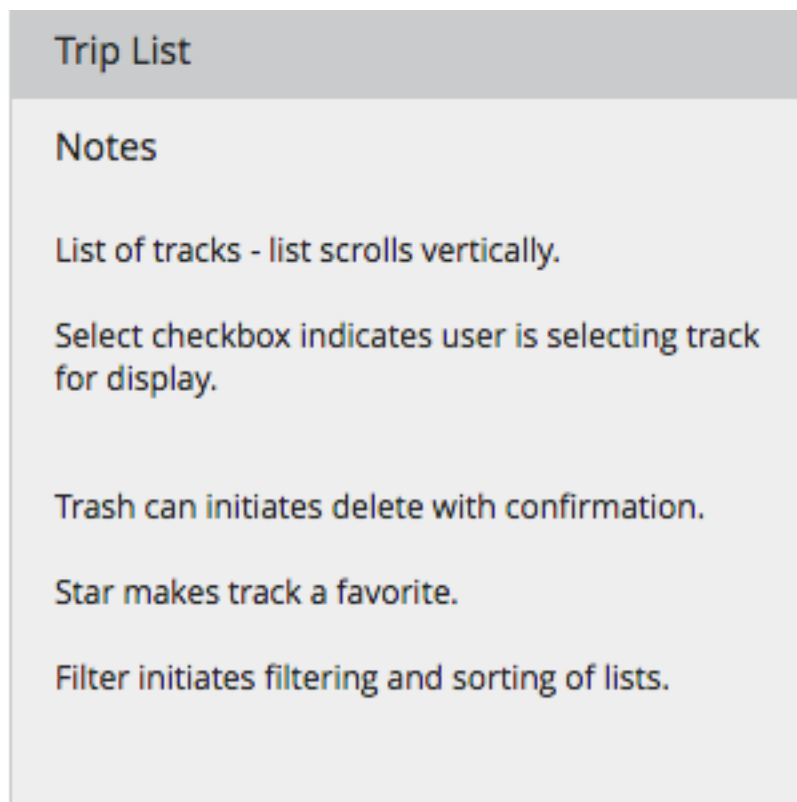 Trip List
Notes
List of tracks - list scrolls vertically.
Select checkbox indicates user is selecting track
for display.
Trash can initiates delete with confirmation.
Star makes track a favorite.
Filter initiates filtering and sorting of lists.